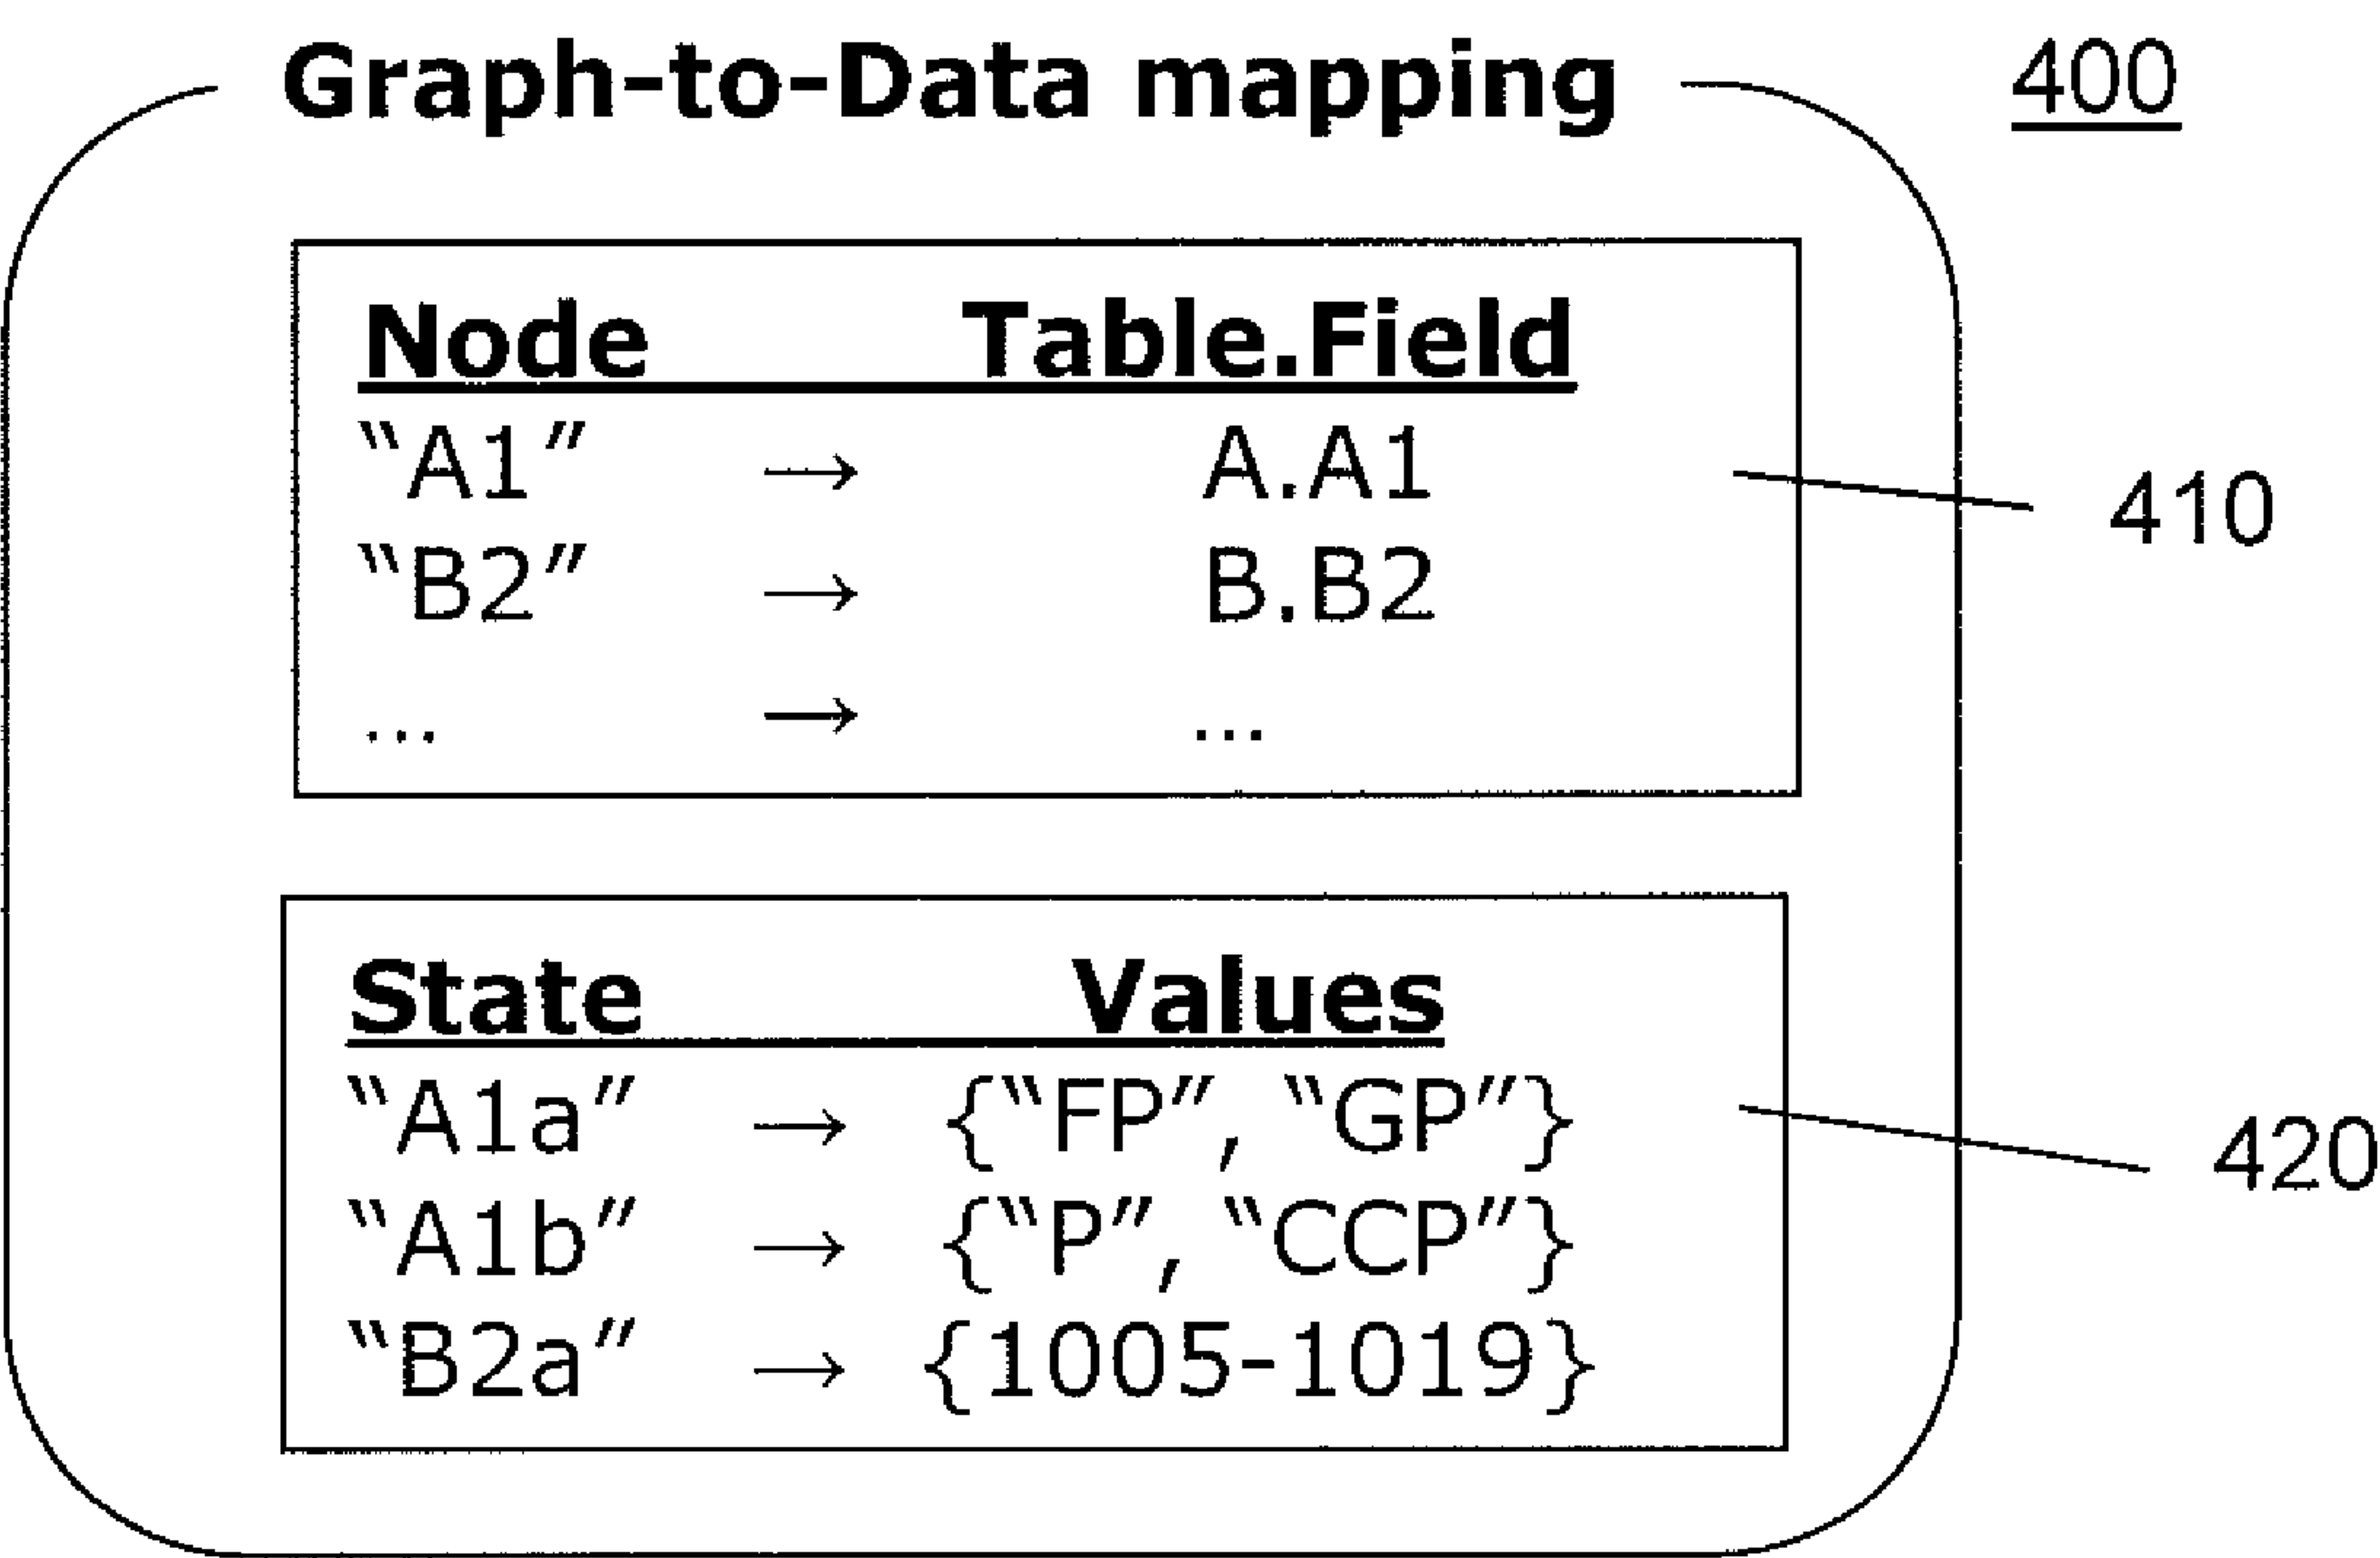 Graph-to-Data mapping 400
Node Table.Field
“A1” → A.A1
410
“B2” → B.B2
... → ...
State Values
“A1a” → {“FP”, “GP”}
420
“A1b” → {“P”, “CCP”}
“B2a” → {1005-1019}